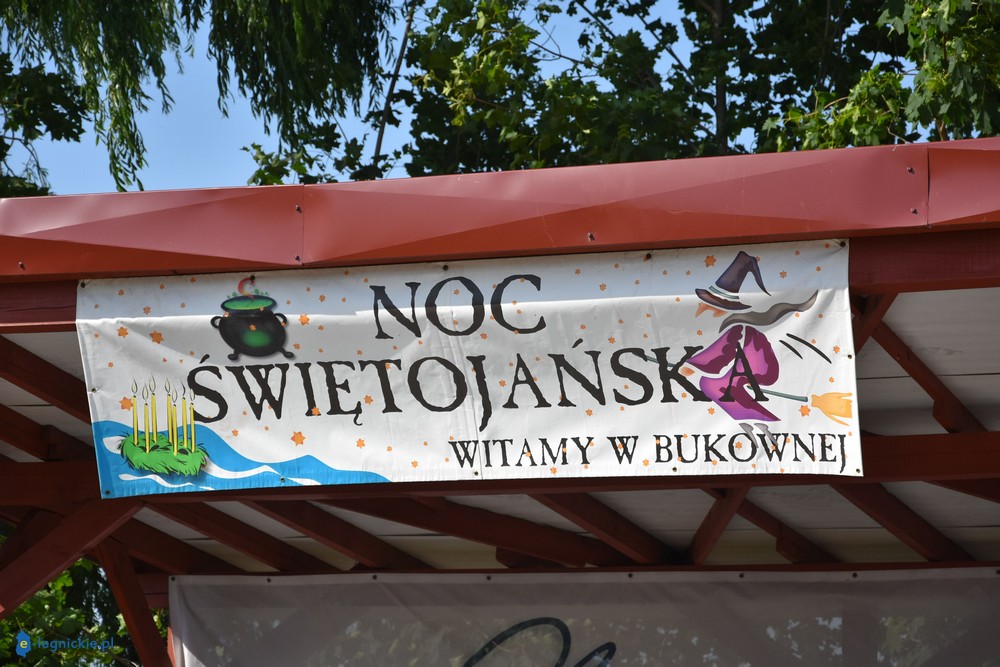 NOC
ŚWIĘTOJAŃSKA
WITAMY W BUKOWNEJ
e-legnickie.pl